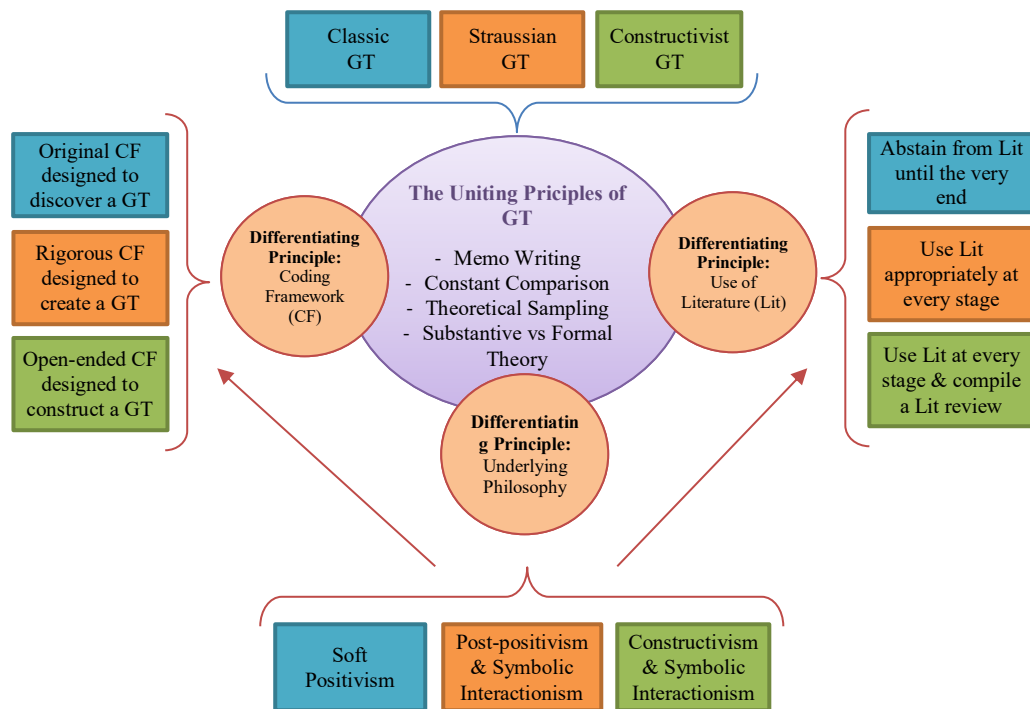 Classic
GT
Straussian
GT
Constructivist
GT
Original CF
designed to
discover a GT
Rigorous CF
designed to
create a GT
Open-ended CF
designed to
construct a GT
Differentiating
Principle:
Coding
Framework
(CF)
The Uniting Priciples of
GT
- Memo Writing
- Constant Comparison
- Theoretical Sampling
- Substantive vs Formal
Theory
Differentiating
Principle:
Use of
Literature (Lit)
Abstain from Lit
until the very
end
Use Lit
appropriately at
every stage
Use Lit at every
stage & compile
a Lit review
Differentiatin
g Principle:
Underlying
Philosophy
Soft
Positivism
Post-positivism
& Symbolic
Interactionism
Constructivism
& Symbolic
Interactionism